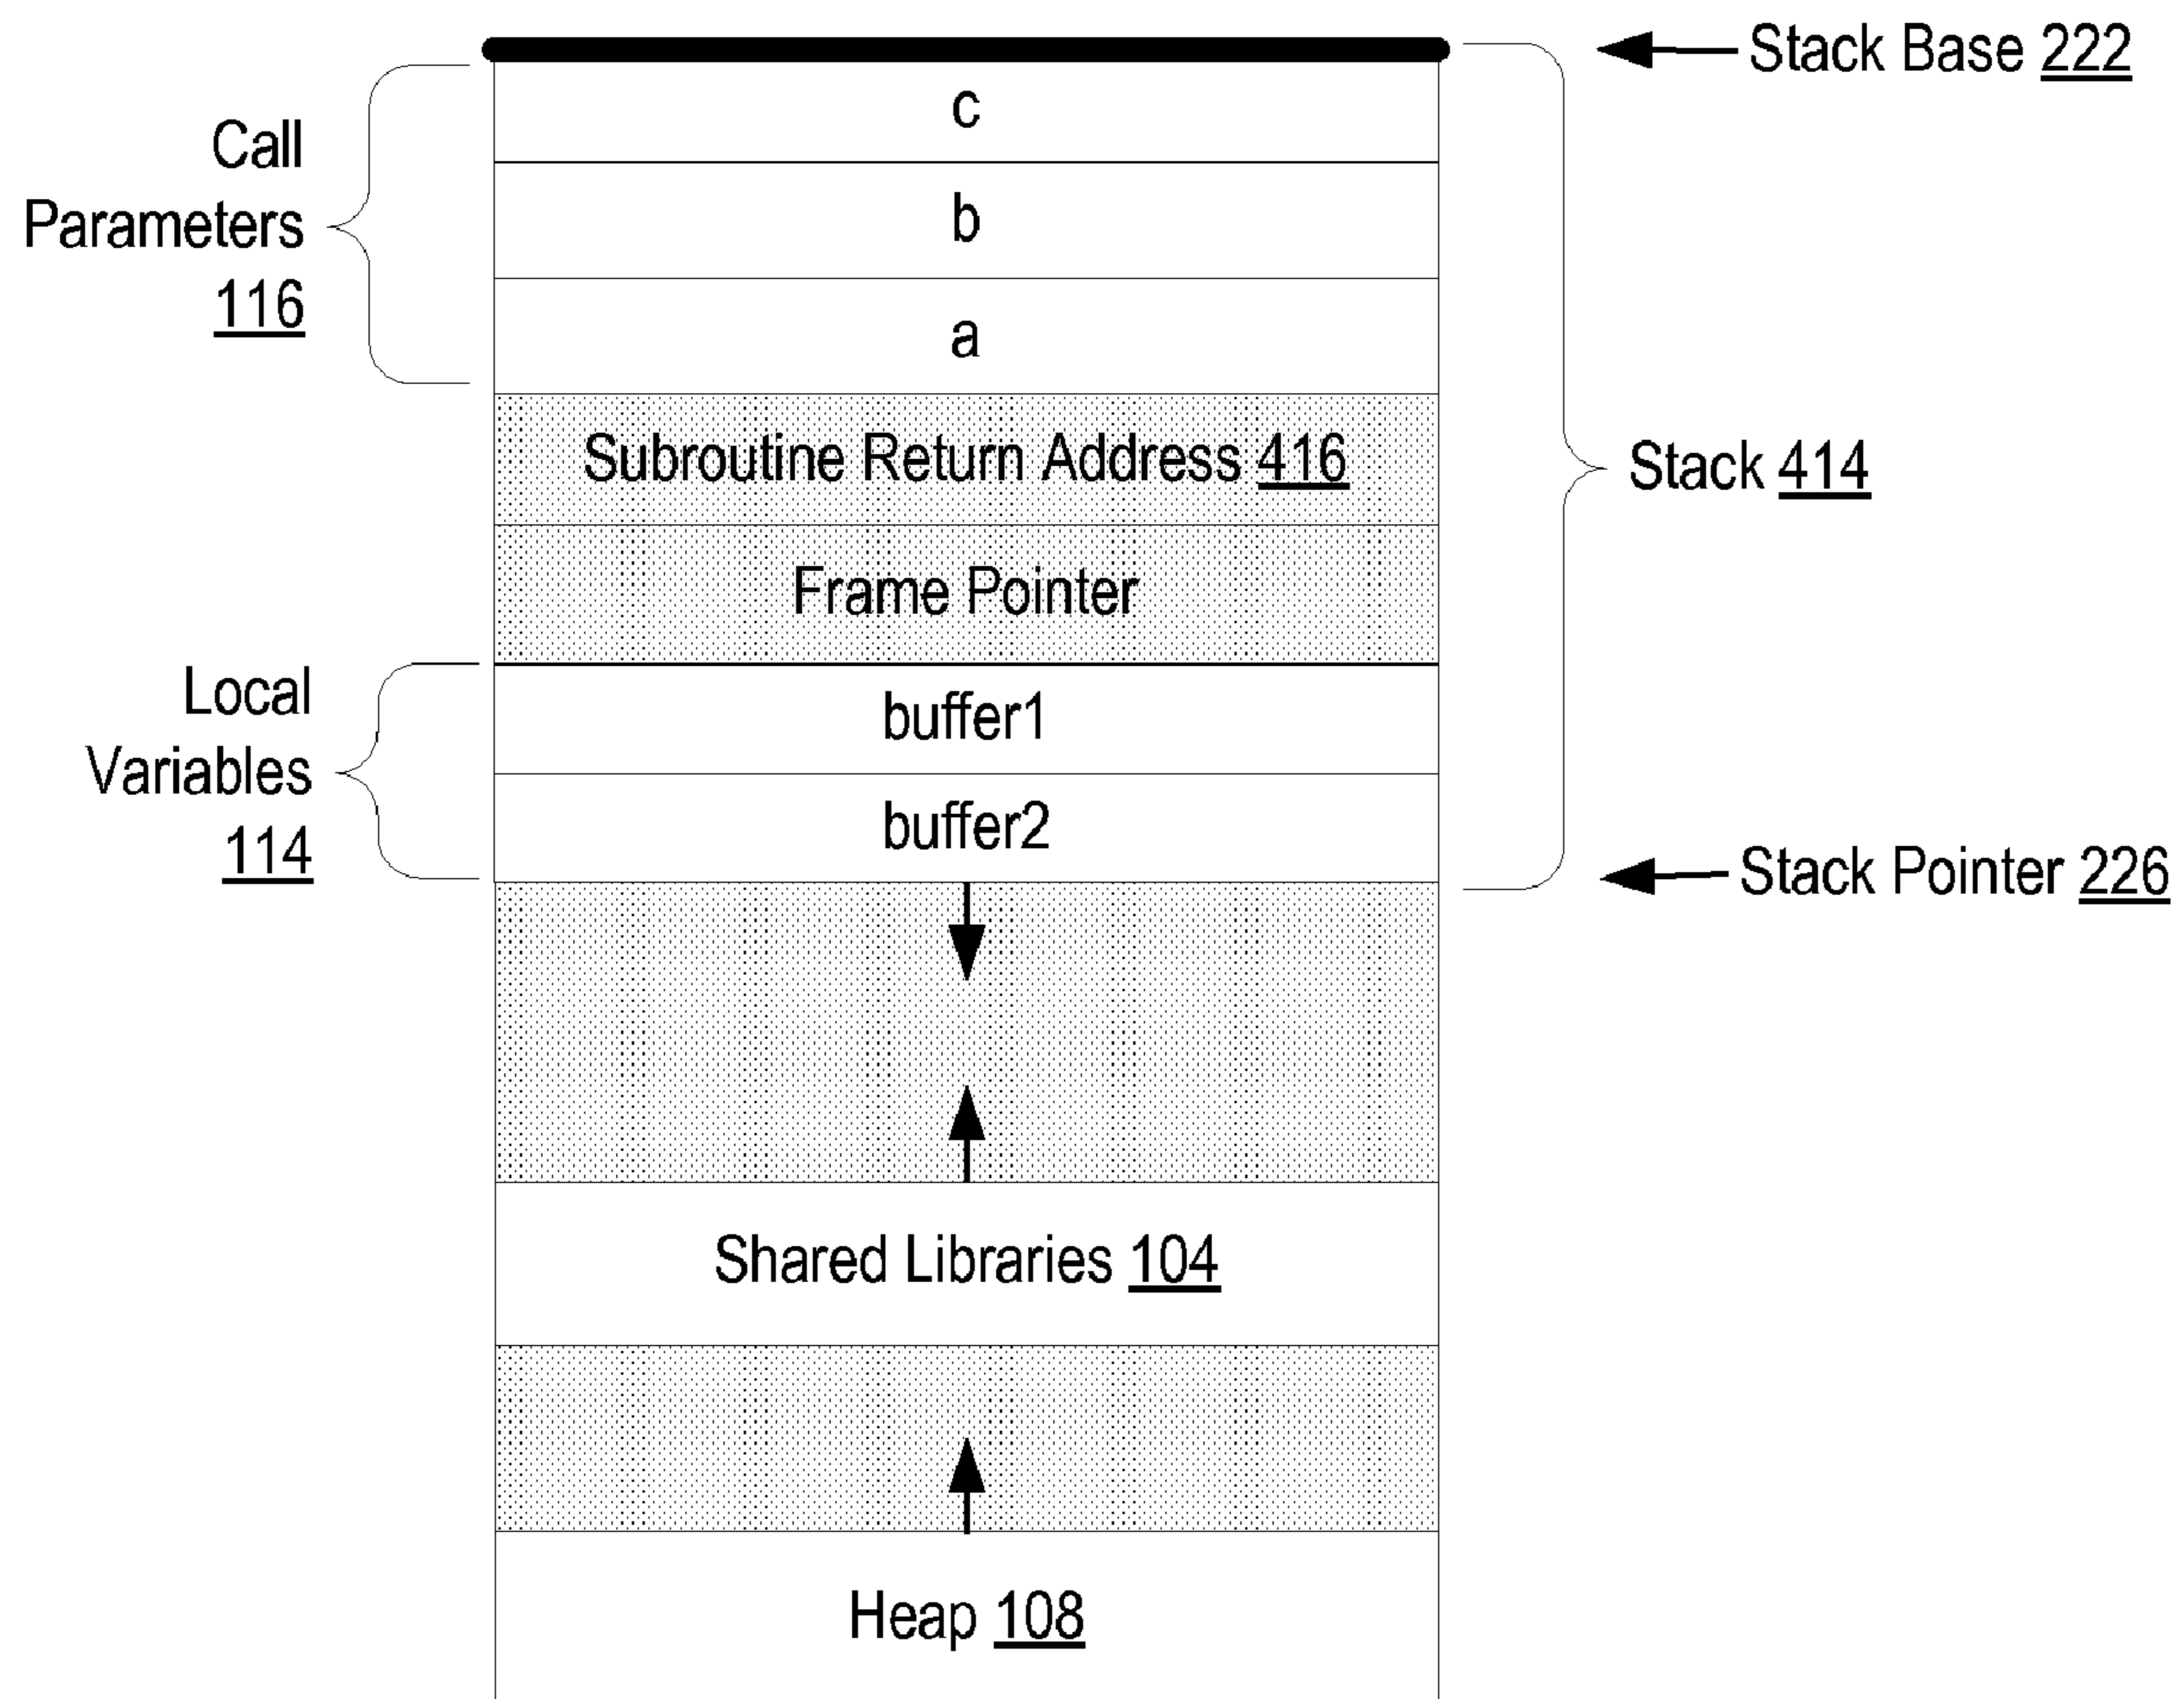 Stack Base 222
c
Call
Parameters
116
b
a
Subroutine Return Address 416
Stack 414
Frame Pointer
Local
Variables
114
buffer1
buffer2
Stack Pointer 226
Shared Libraries 104
Heap 108